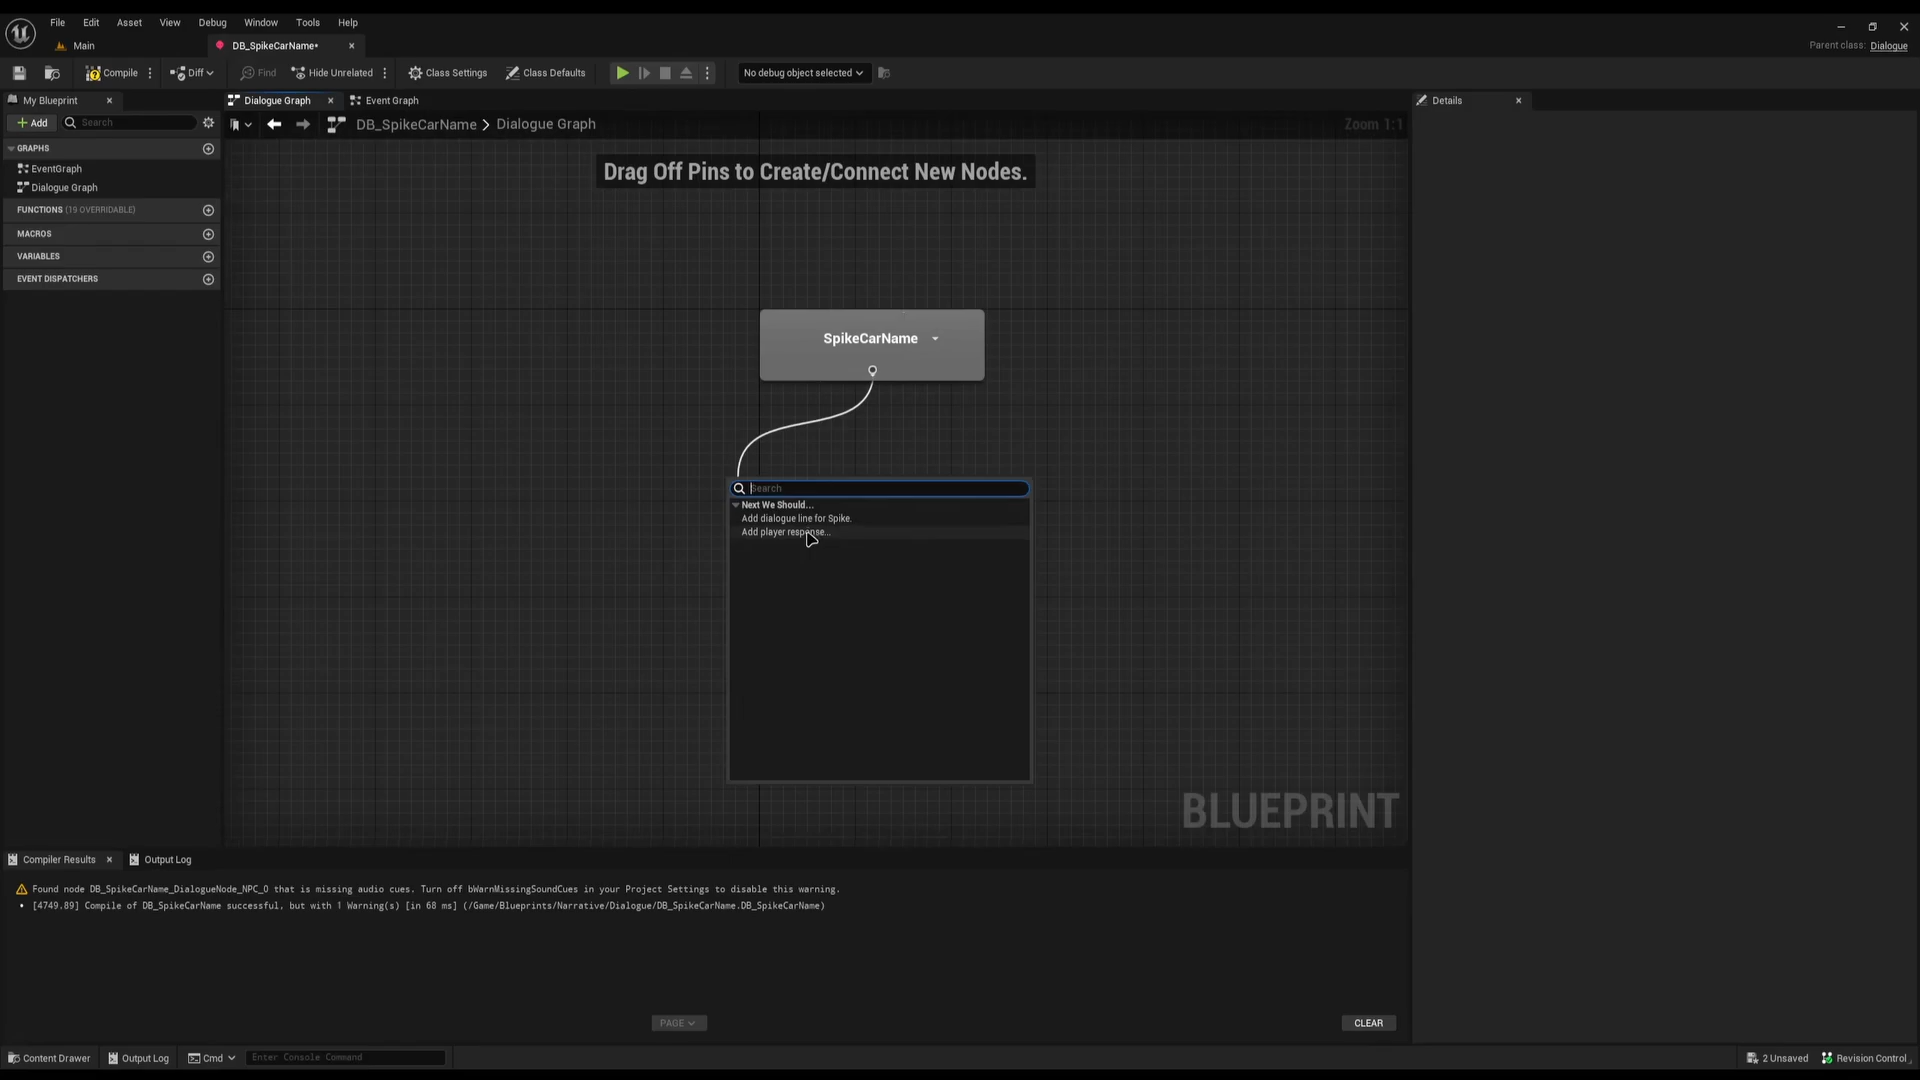 File Edit Asset View Debug Window Tools Help
Main
DB_SpikeCarName•
Parent class: Dialogue
Compile Diff Find Hide Unrelated Class Settings Class Defaults No debug object selected
My Blueprint
Dialogue Graph Event Graph
Details
Add Search
DB_SpikeCarName > Dialogue Graph
Zoom 1:1
GRAPHS
EventGraph
Dialogue Graph
FUNCTIONS (19 OVERRIDABLE)
MACROS
VARIABLES
EVENT DISPATCHERS
Drag Off Pins to Create/Connect New Nodes.
SpikeCarName
Search
Next We Should...
Add dialogue line for Spike.
Add player response...
BLUEPRINT
Compiler Results Output Log
Found node DB_SpikeCarName_DialogueNode_NPC_0 that is missing audio cues. Turn off bWarnMissingSoundCues in your Project Settings to disable this warning.
• [4749.89] Compile of DB_SpikeCarName successful, but with 1 Warning(s) [in 68 ms] (/Game/Blueprints/Narrative/Dialogue/DB_SpikeCarName.DB_SpikeCarName)
PAGE
CLEAR
Content Drawer Output Log Cmd Enter Console Command
2 Unsaved Revision Control